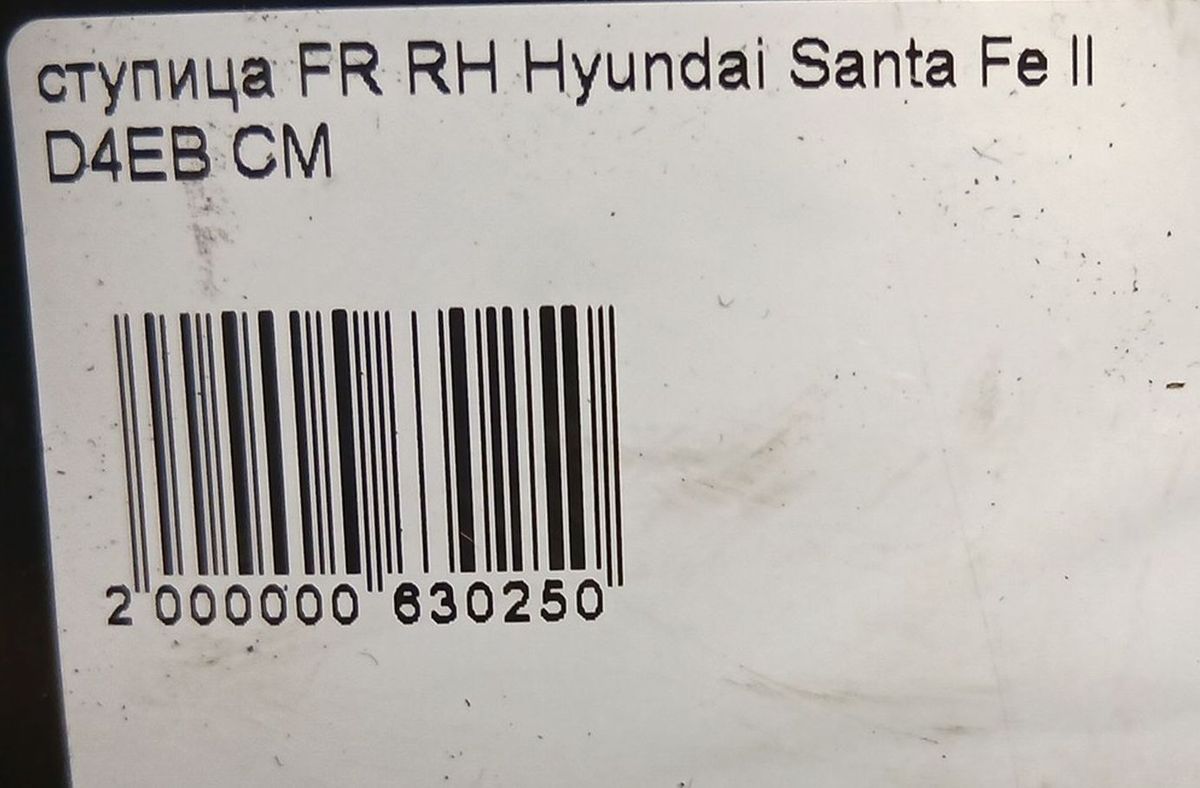 ступица FR RH Hyundai Santa Fe II
D4EB CM
2 000000 630250